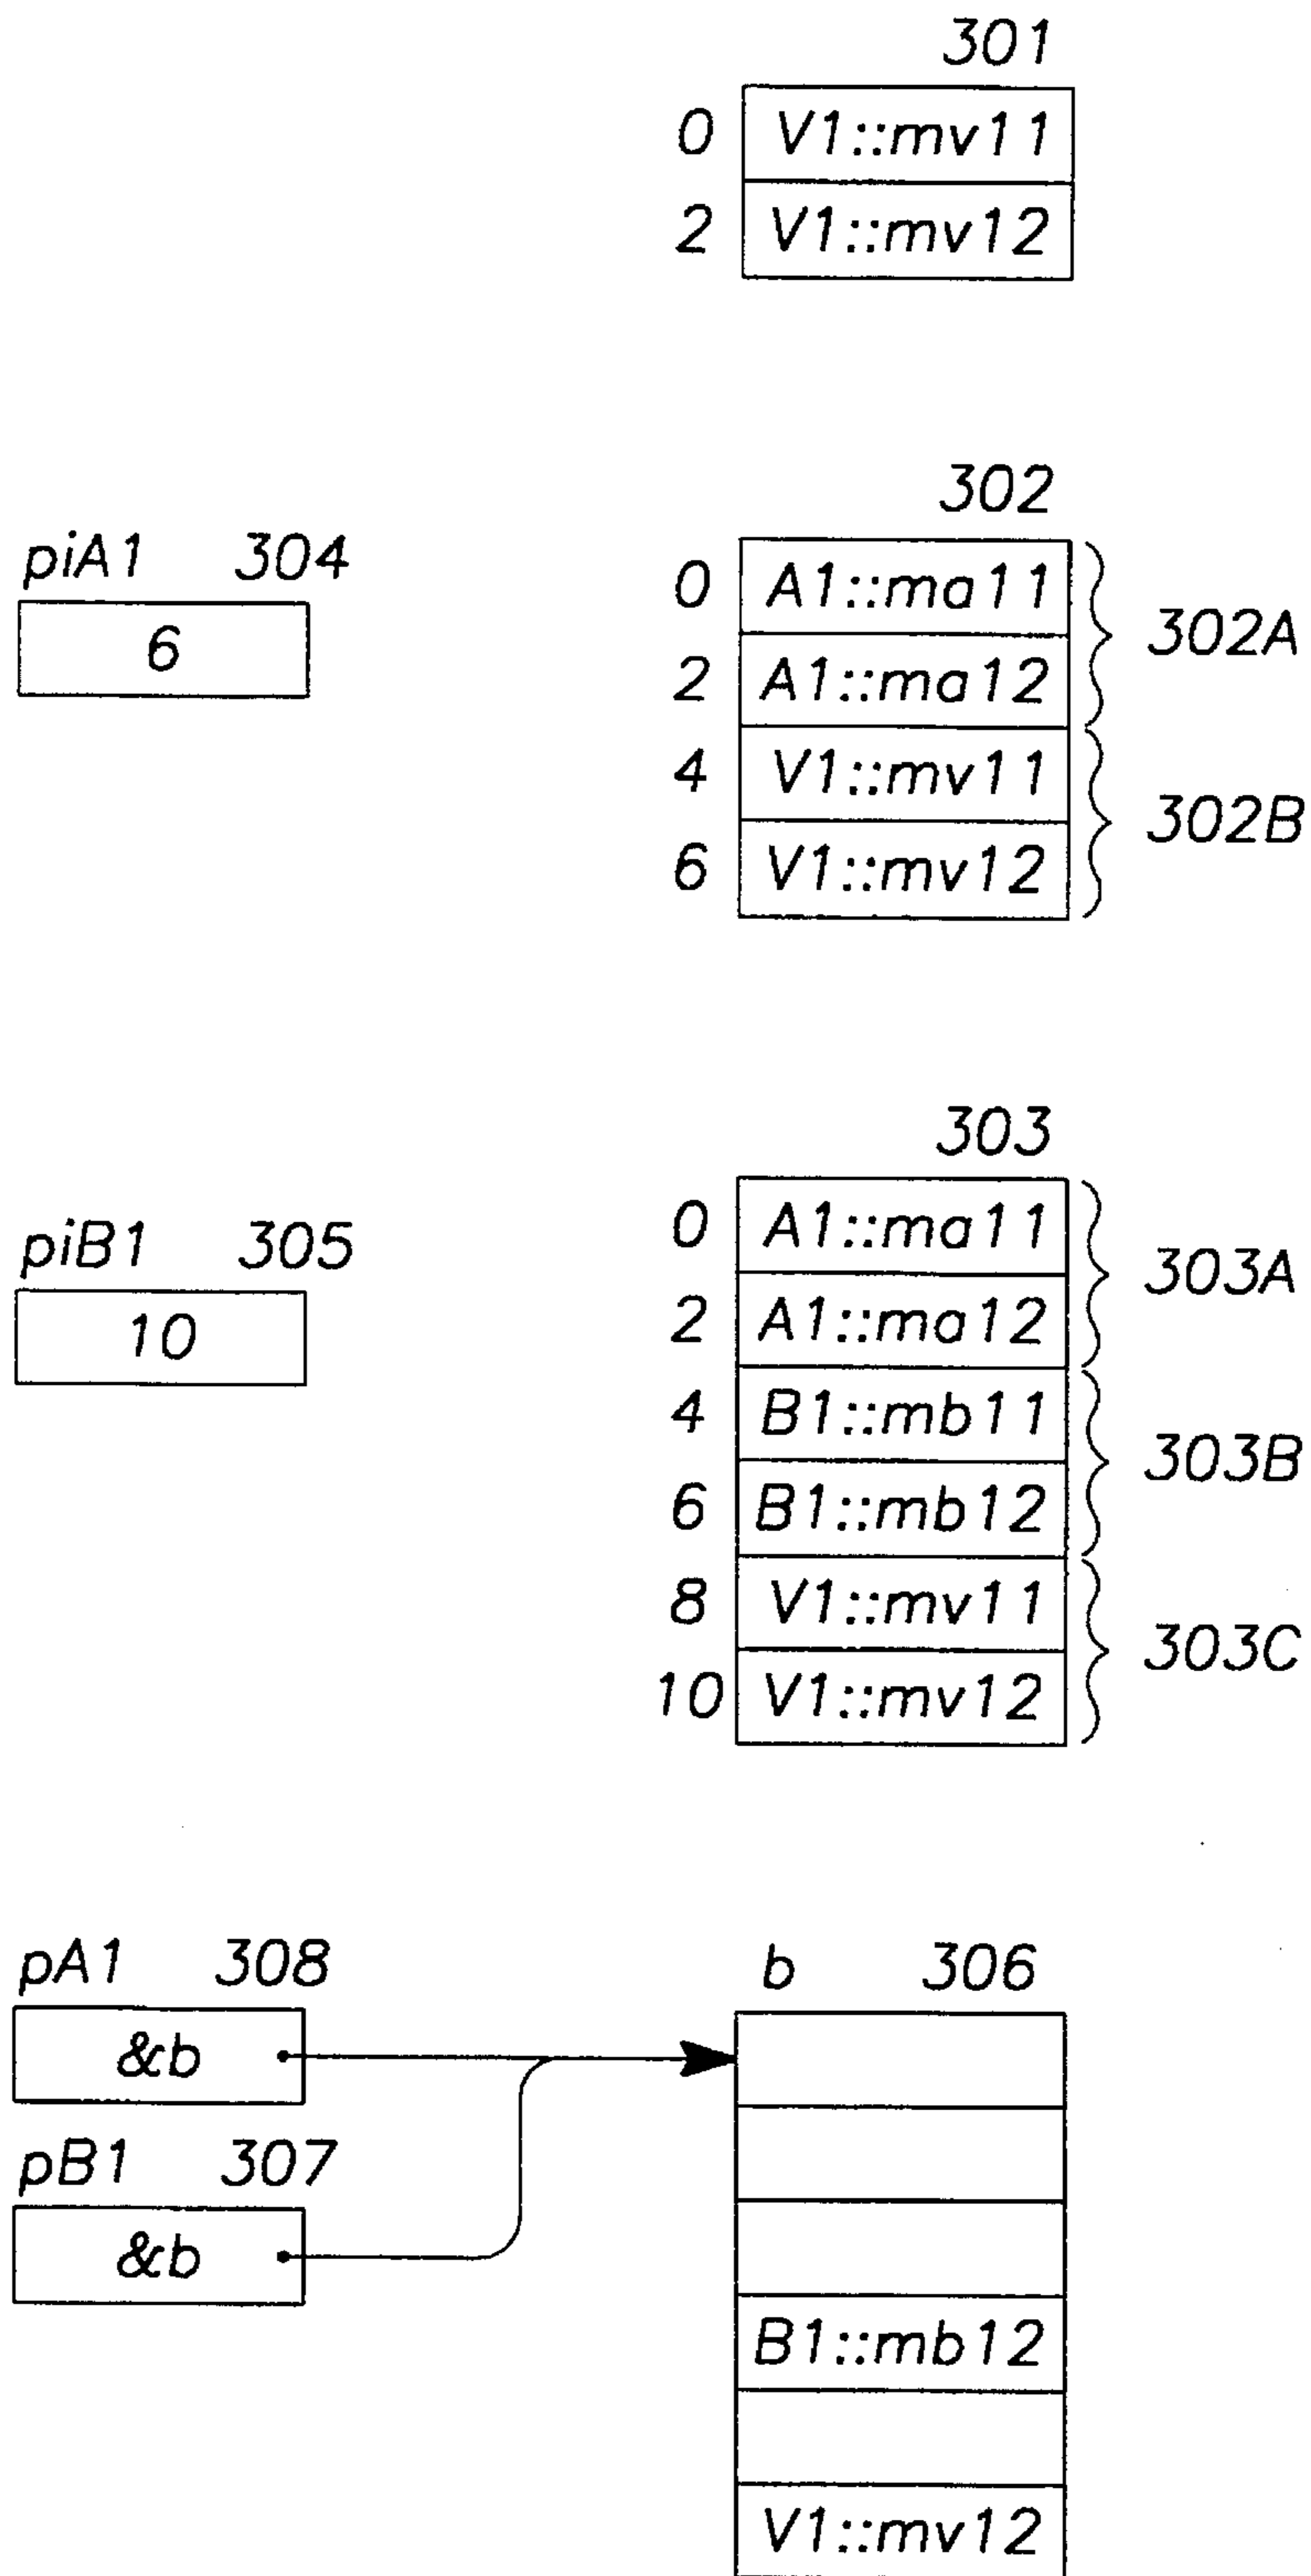 301
0 V1::mv11
2 V1::mv12
302
piA1 304
6
0 A1::ma11
2 A1::ma12
302A
4 V1::mv11
6 V1::mv12
302B
303
piB1 305
10
0 A1::ma11
2 A1::ma12
303A
4 B1::mb11
6 B1::mb12
303B
8 V1::mv11
10 V1::mv12
303C
pA1 308
&b
pB1 307
&b
b 306
B1::mb12
V1::mv12